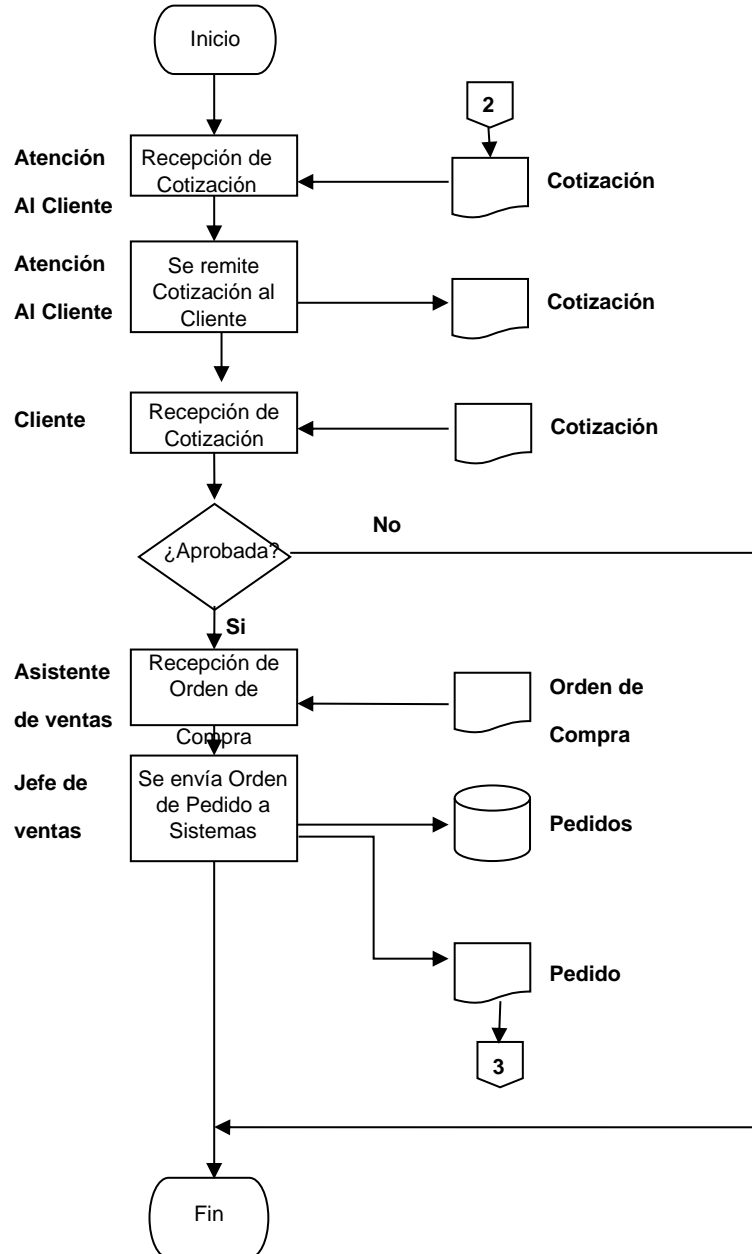 Inicio
2
Atención
Al Cliente
Recepción de
Cotización
Cotización
Atención
Al Cliente
Se remite
Cotización al
Cliente
Cotización
Cliente
Recepción de
Cotización
Cotización
¿Aprobada?
No
Si
Asistente
de ventas
Recepción de
Orden de
Compra
Orden de
Compra
Jefe de
ventas
Se envía Orden
de Pedido a
Sistemas
Pedidos
Pedido
3
Fin